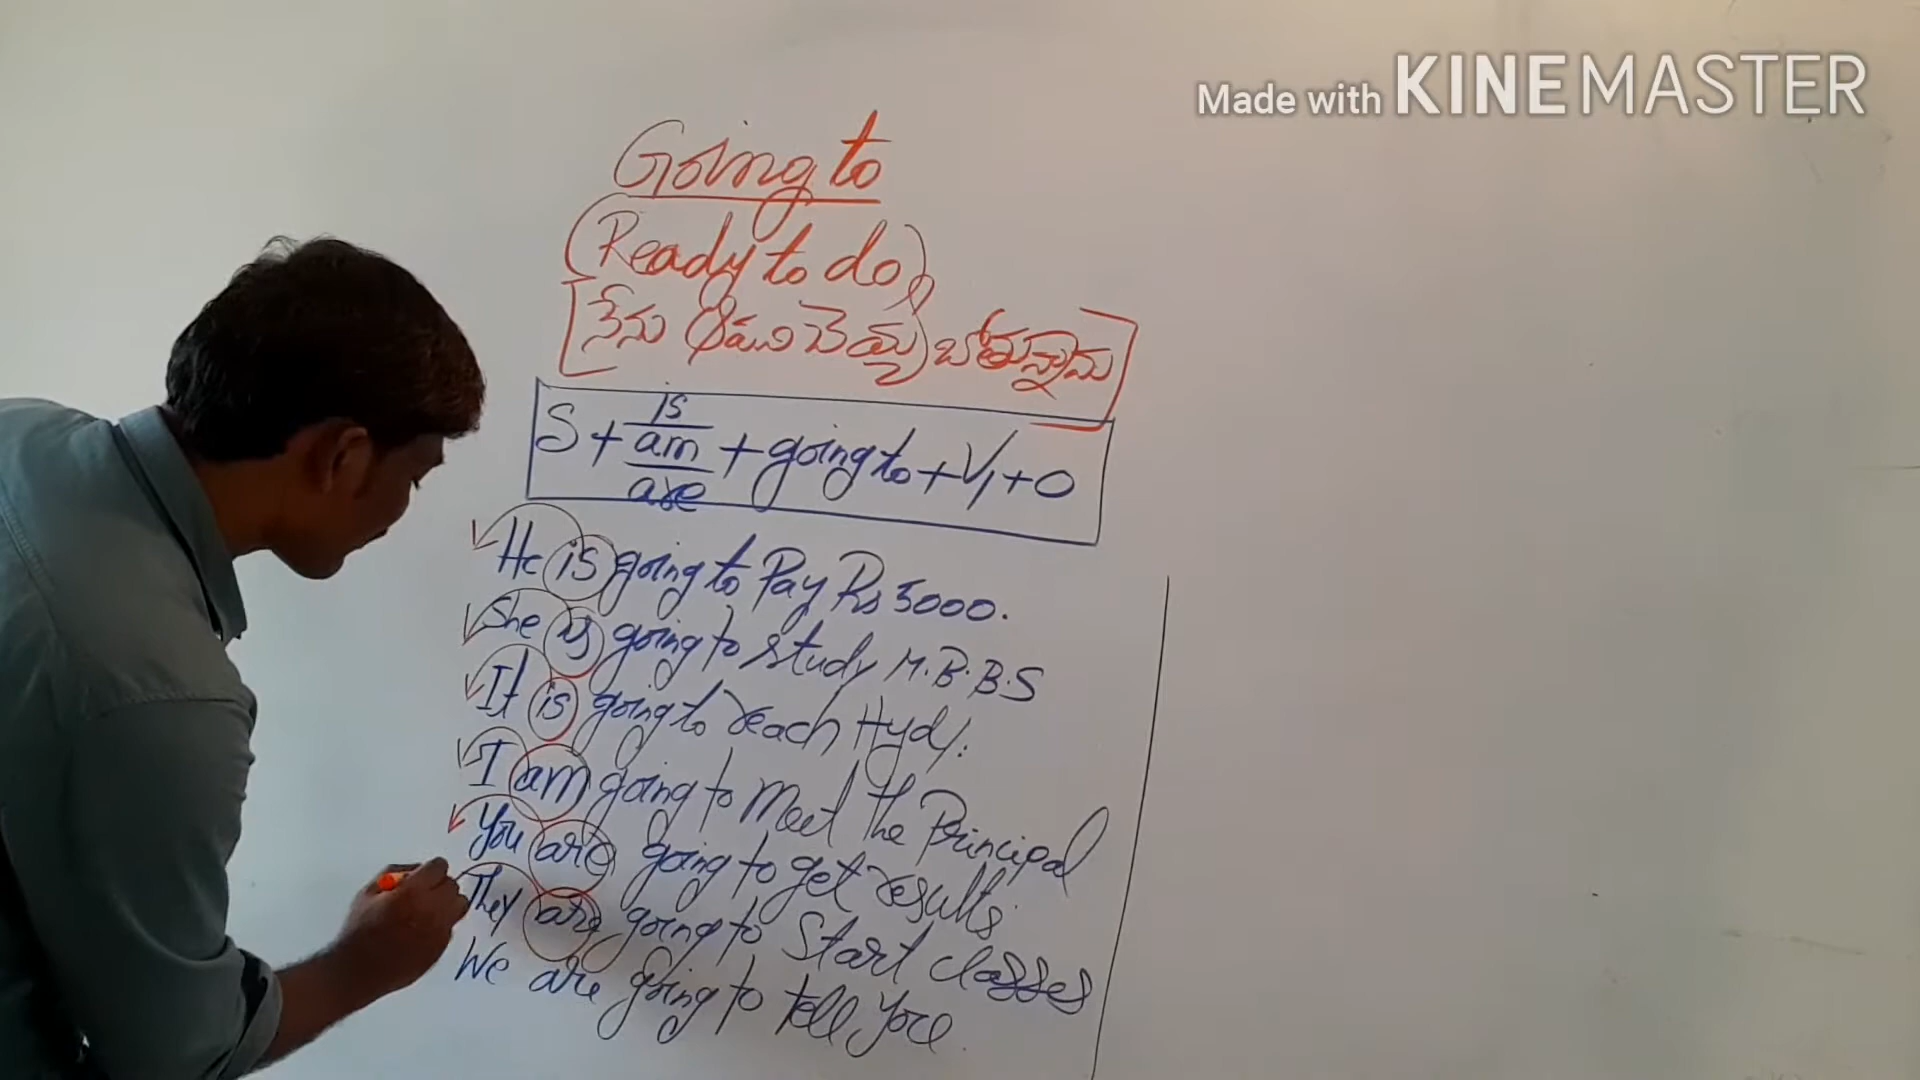 Made with KINEMASTER
Going to
(Ready to do)
[నేను ఆపని చెయ్య బోతున్నాను]
S + is/am/are + going to + V1 + O
He is going to Pay Rs 5000.
She is going to study M.B.B.S
It is going to reach Hyd/.
I am going to Meet the Principal
You are going to get results.
They are going to Start classes
We are going to tell you.